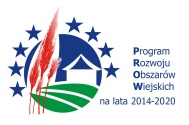 Program
Rozwoju
Obszarów
Wiejskich
na lata 2014-2020